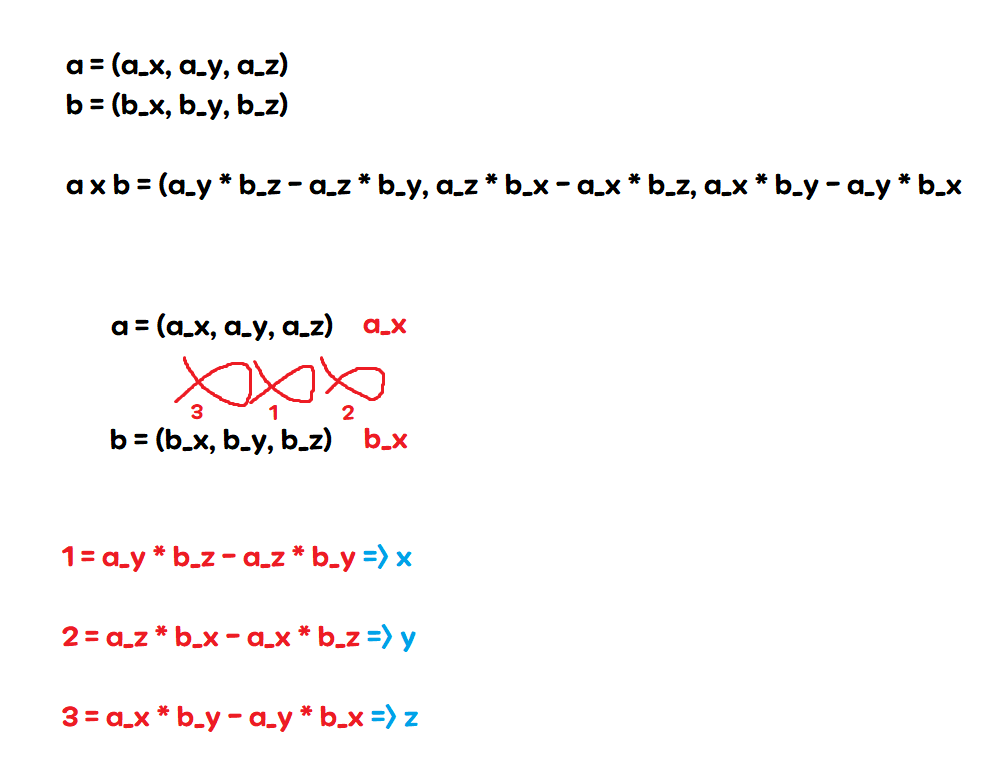 a = (a_x, a_y, a_z)
b = (b_x, b_y, b_z)
a x b = (a_y * b_z - a_z * b_y, a_z * b_x - a_x * b_z, a_x * b_y - a_y * b_x
a = (a_x, a_y, a_z) a_x
3 1 2
b = (b_x, b_y, b_z) b_x
1 = a_y * b_z - a_z * b_y => x
2 = a_z * b_x - a_x * b_z => y
3 = a_x * b_y - a_y * b_x => z